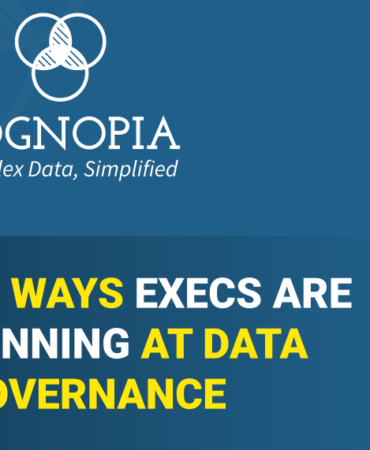 OGNOPIA
lex Data, Simplified
WAYS EXECS ARE
NNING AT DATA
OVERNANCE